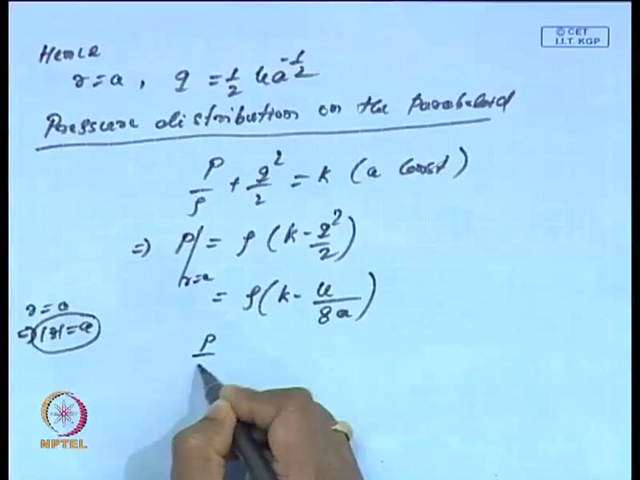 © CET
I.I.T. KGP
Hence
r = a, q = 1/2 u a^{-1/2}
Pressure distribution on the Paraboloid
P/ρ + q²/2 = k (a const)
⇒ P|_{r=a} = ρ (k - q²/2)
= ρ (k - u/8a)
r = a
⇒ |z| = a
P
NPTEL